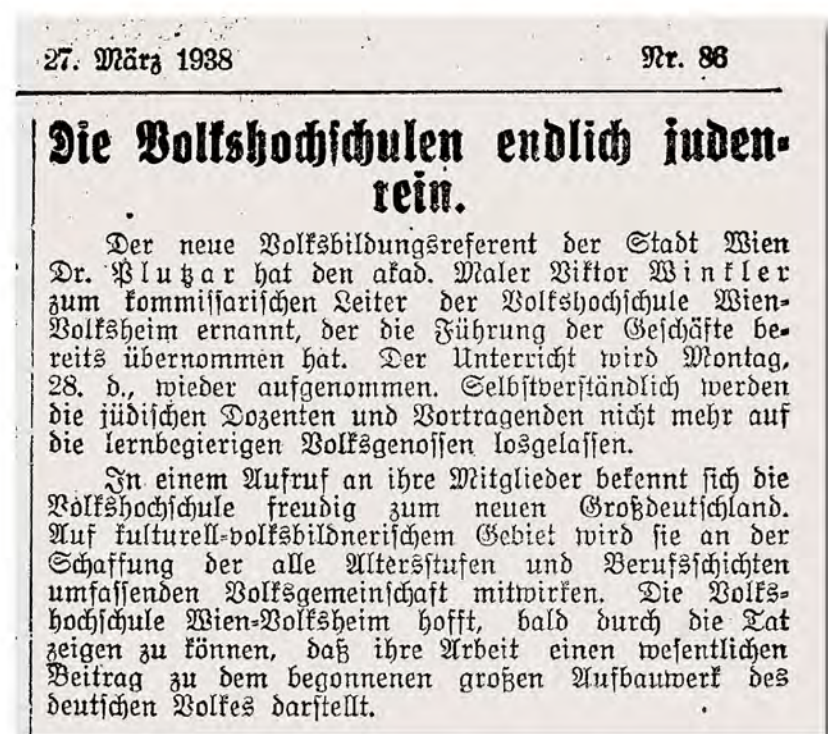 27. März 1938 Nr. 86
Die Volkshochschulen endlich juden-
rein.
Der neue Volksbildungsreferent der Stadt Wien
Dr. Plutzar hat den akad. Maler Viktor Winkler
zum kommissarischen Leiter der Volkshochschule Wien-
Volksheim ernannt, der die Führung der Geschäfte be-
reits übernommen hat. Der Unterricht wird Montag,
28. d., wieder aufgenommen. Selbstverständlich werden
die jüdischen Dozenten und Vortragenden nicht mehr auf
die lernbegierigen Volksgenossen losgelassen.
In einem Aufruf an ihre Mitglieder bekennt sich die
Volkshochschule freudig zum neuen Großdeutschland.
Auf kulturell-volksbildnerischem Gebiet wird sie an der
Schaffung der alle Altersstufen und Berufsschichten
umfassenden Volksgemeinschaft mitwirken. Die Volks-
hochschule Wien-Volksheim hofft, bald durch die Tat
zeigen zu können, daß ihre Arbeit einen wesentlichen
Beitrag zu dem begonnenen großen Aufbauwerk des
deutschen Volkes darstellt.